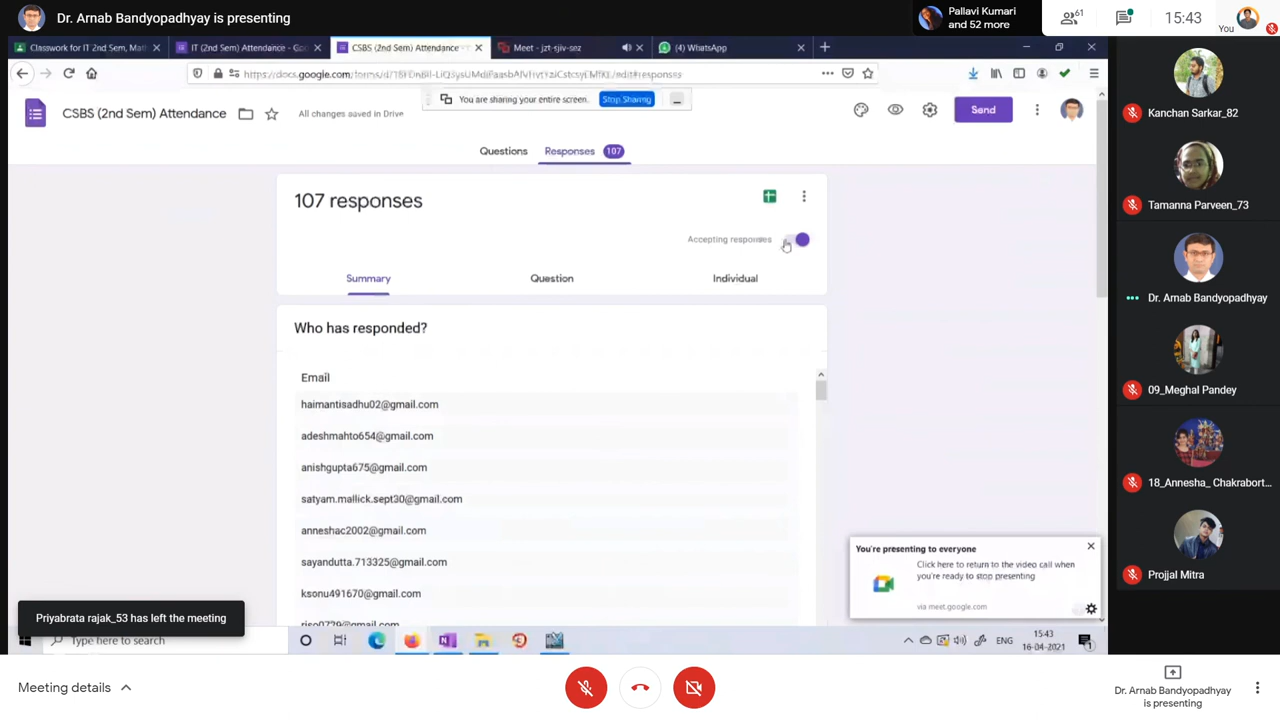 Dr. Arnab Bandyopadhyay is presenting
Pallavi Kumari
and 52 more
61
15:43
You
Classwork for IT 2nd Sem, Mat
IT (2nd Sem) Attendance - Goo
CSBS (2nd Sem) Attendance -
Meet - jzt-sjiv-sez
(4) WhatsApp
You are sharing your entire screen.
Stop Sharing
CSBS (2nd Sem) Attendance
All changes saved in Drive
Send
Questions
Responses 107
107 responses
Accepting responses
Summary
Question
Individual
Who has responded?
Email
haimantisadhu02@gmail.com
adeshmahto654@gmail.com
anishgupta675@gmail.com
satyam.mallick.sept30@gmail.com
anneshac2002@gmail.com
sayandutta.713325@gmail.com
ksonu491670@gmail.com
You're presenting to everyone
Click here to return to the video call when
you're ready to stop presenting
via meet.google.com
Priyabrata rajak_53 has left the meeting
Type here to search
ENG
15:43
16-04-2021
Kanchan Sarkar_82
Tamanna Parveen_73
Dr. Arnab Bandyopadhyay
09_Meghal Pandey
18_Annesha_ Chakrabort...
Projjal Mitra
Meeting details
Dr. Arnab Bandyopadhyay
is presenting